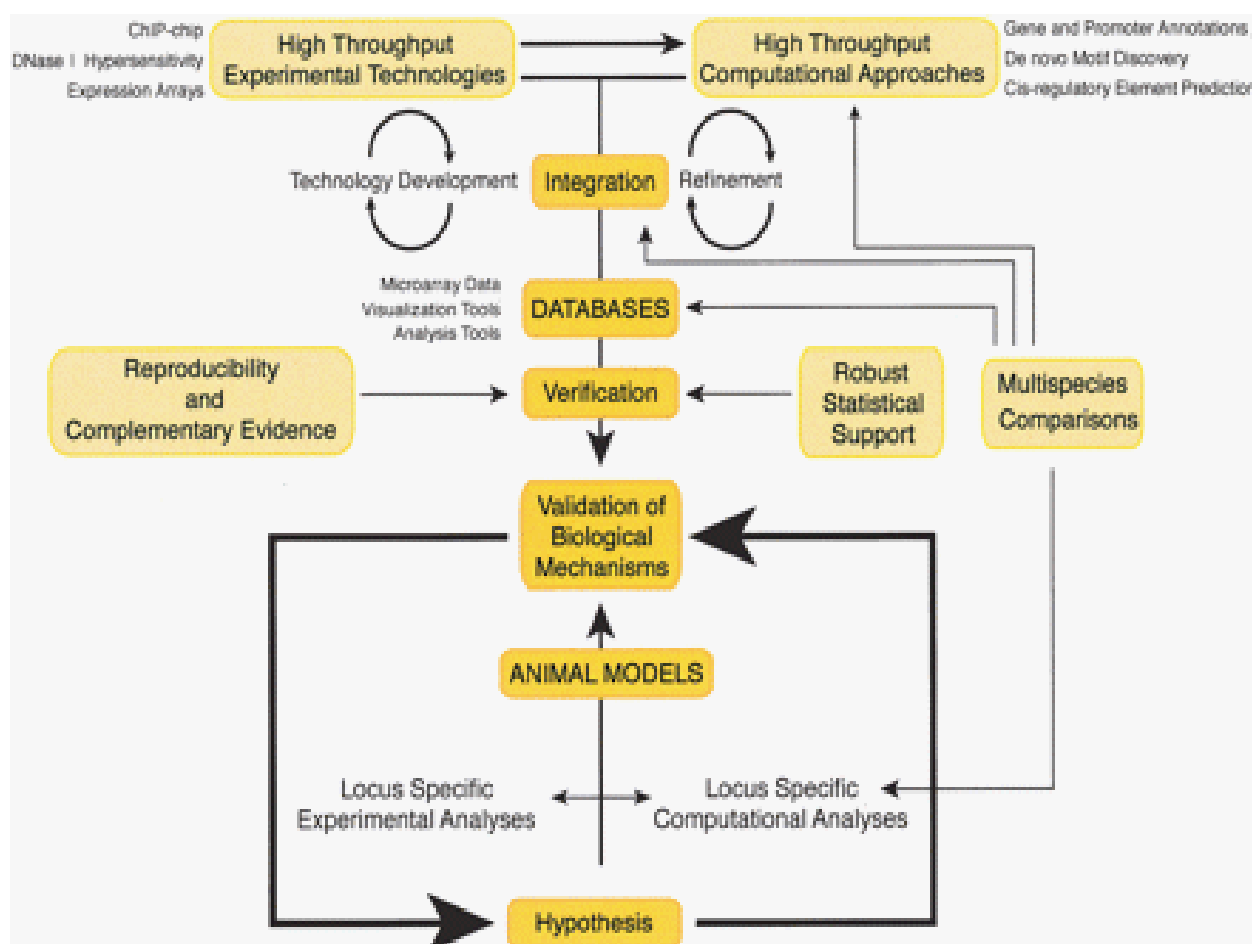 ChIP-chip
DNase I Hypersensitivity
Expression Arrays
High Throughput
Experimental Technologies
High Throughput
Computational Approaches
Gene and Promoter Annotations
De novo Motif Discovery
Cis-regulatory Element Prediction
Technology Development
Integration
Refinement
Microarray Data
Visualization Tools
Analysis Tools
DATABASES
Reproducibility
and
Complementary Evidence
Verification
Robust
Statistical
Support
Multispecies
Comparisons
Validation of
Biological
Mechanisms
ANIMAL MODELS
Locus Specific
Experimental Analyses
Locus Specific
Computational Analyses
Hypothesis